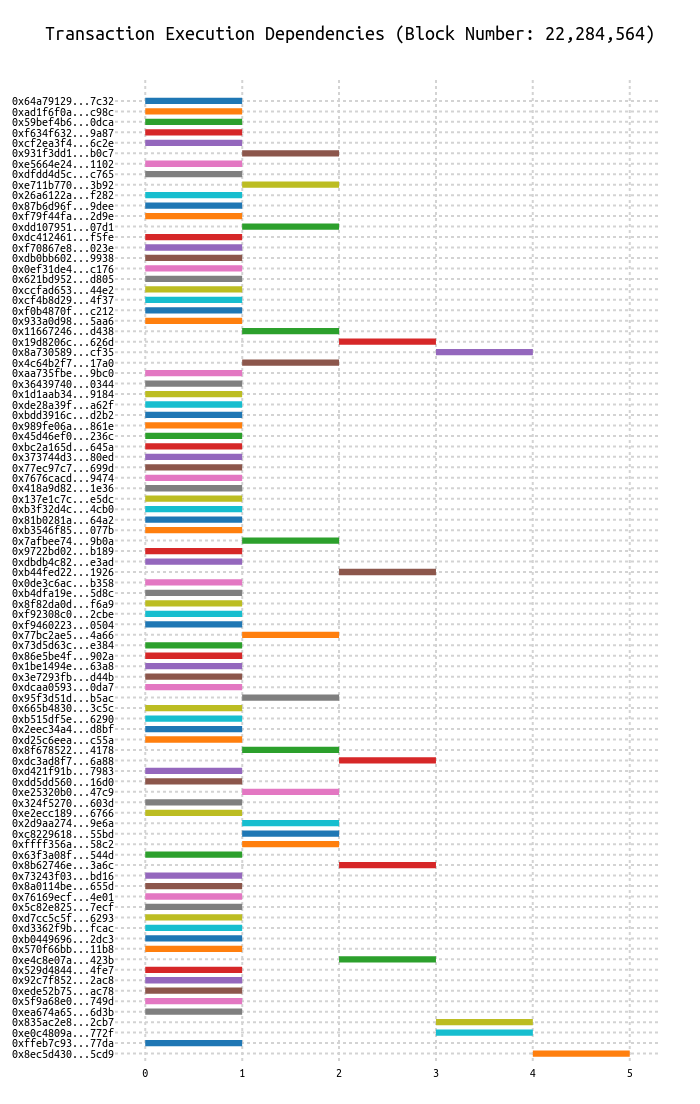 Transaction Execution Dependencies (Block Number: 22,284,564)
0x64a79129...7c32
0xad1f6f0a...c98c
0x59bef4b6...0dca
0xf634f632...9a87
0xcf2ea3f4...6c2e
0x931f3dd1...b0c7
0xe5664e24...1102
0xdfdd4d5c...c765
0xe711b770...3b92
0x26a6122a...f282
0x87b6d96f...9dee
0xf79f44fa...2d9e
0xdd107951...07d1
0xdc412461...f5fe
0xf70867e8...023e
0xdb0bb602...9938
0x0ef31de4...c176
0x621bd952...d805
0xccfad653...44e2
0xcf4b8d29...4f37
0xf0b4870f...c212
0x933a0d98...5aa6
0x11667246...d438
0x19d8206c...626d
0x8a730589...cf35
0x4c64b2f7...17a0
0xaa735fbe...9bc0
0x36439740...0344
0x1d1aab34...9184
0xde28a39f...a62f
0xbdd3916c...d2b2
0x989fe06a...861e
0x45d46ef0...236c
0xbc2a165d...645a
0x373744d3...80ed
0x77ec97c7...699d
0x7676cacd...9474
0x418a9d82...1e36
0x137e1c7c...e5dc
0xb3f32d4c...4cb0
0x81b0281a...64a2
0xb3546f85...077b
0x7afbee74...9b0a
0x9722bd02...b189
0xdbdb4c82...e3ad
0xb44fed22...1926
0x0de3c6ac...b358
0xb4dfa19e...5d8c
0x8f82da0d...f6a9
0xf92308c0...2cbe
0xf9460223...0504
0x77bc2ae5...4a66
0x73d5d63c...e384
0x86e5be4f...902a
0x1be1494e...63a8
0x3e7293fb...d44b
0xdcaa0593...0da7
0x95f3d51d...b5ac
0x665b4830...3c5c
0xb515df5e...6290
0x2eec34a4...d8bf
0xd25c6eea...c55a
0x8f678522...4178
0xdc3ad8f7...6a88
0xd421f91b...7983
0xdd5dd560...16d0
0xe25320b0...47c9
0x324f5270...603d
0xe2ecc189...6766
0x2d9aa274...9e6a
0xc8229618...55bd
0xffff356a...58c2
0x63f3a08f...544d
0x8b62746e...3a6c
0x73243f03...bd16
0x8a0114be...655d
0x76169ecf...4e01
0x5c82e825...7ecf
0xd7cc5c5f...6293
0xd3362f9b...fcac
0xb0449696...2dc3
0x570f66bb...11b8
0xe4c8e07a...423b
0x529d4844...4fe7
0x92c7f852...2ac8
0xede52b75...ac78
0x5f9a68e0...749d
0xea674a65...6d3b
0x835ac2e8...2cb7
0xe0c4809a...772f
0xffeb7c93...77da
0x8ec5d430...5cd9
0 1 2 3 4 5